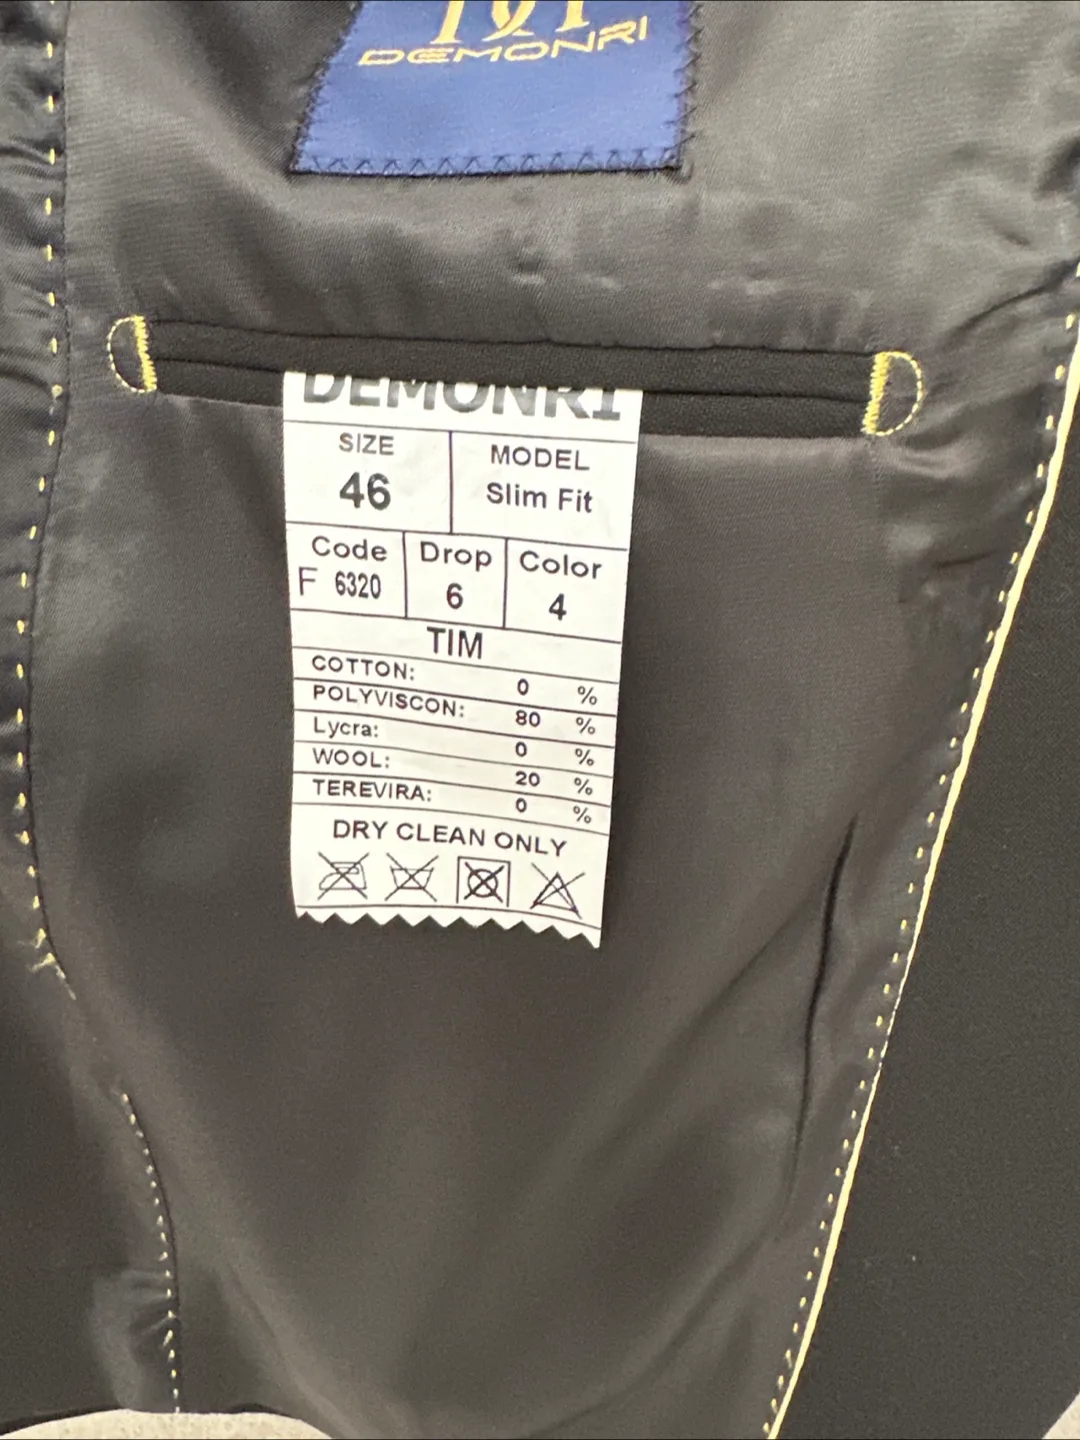 DEMONRI
DEMONRI
SIZE MODEL
46 Slim Fit
Code Drop Color
F 6320 6 4
TIM
COTTON: 0 %
POLYVISCON: 80 %
Lycra: 0 %
WOOL: 20 %
TEREVIRA: 0 %
DRY CLEAN ONLY